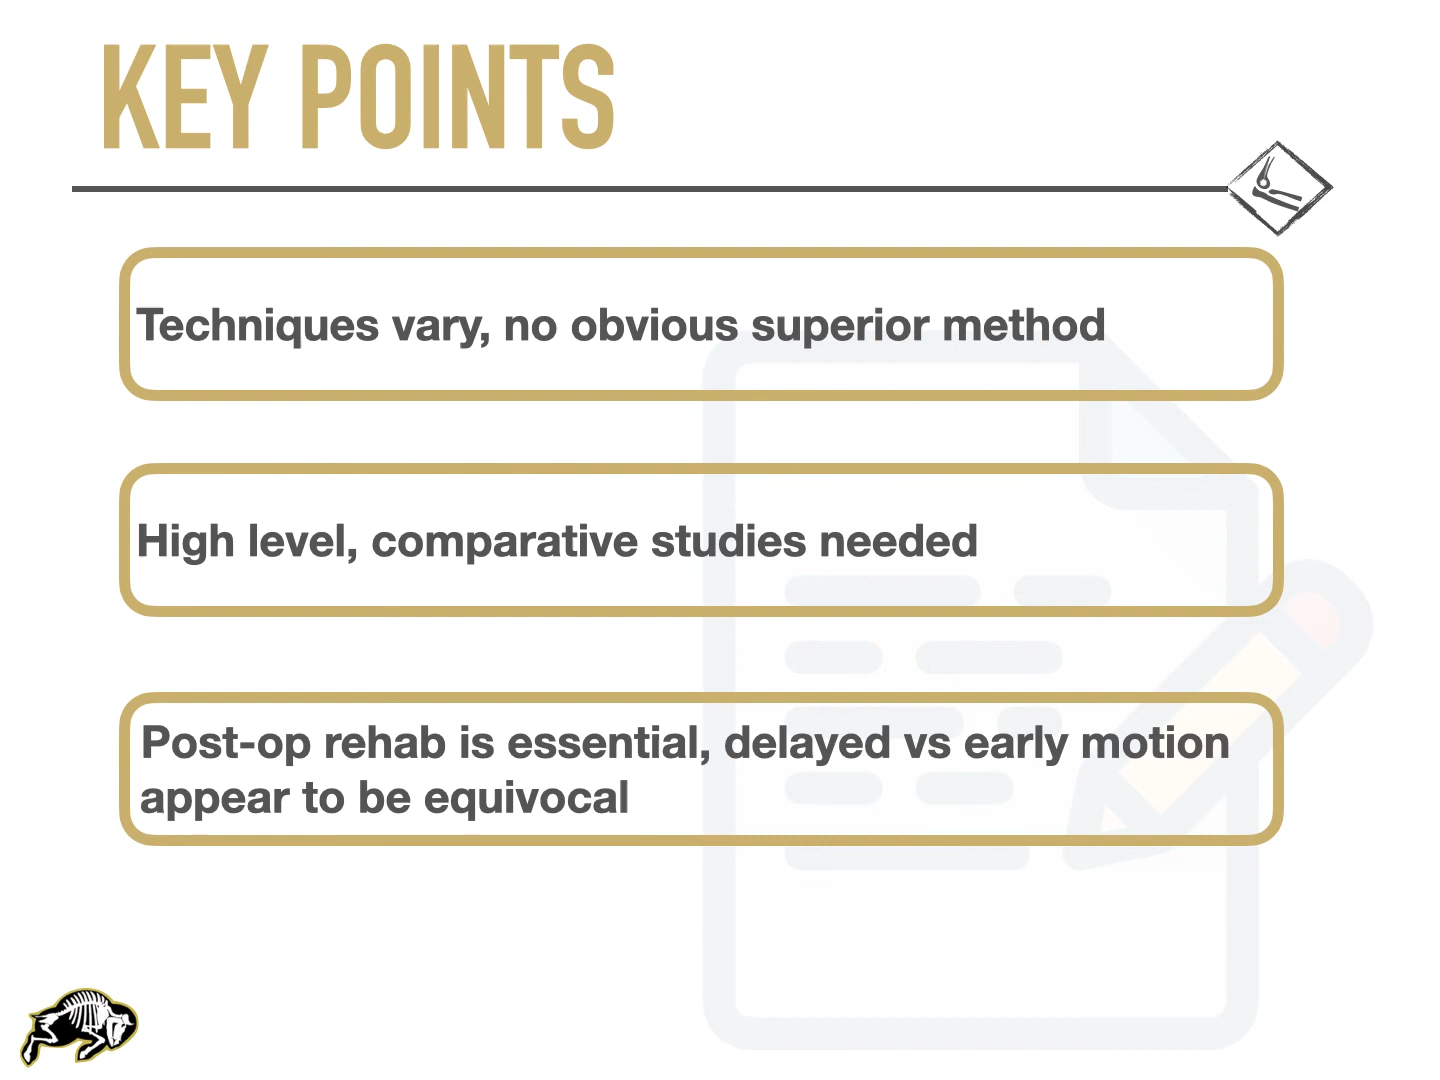 KEY POINTS
Techniques vary, no obvious superior method
High level, comparative studies needed
Post-op rehab is essential, delayed vs early motion
appear to be equivocal